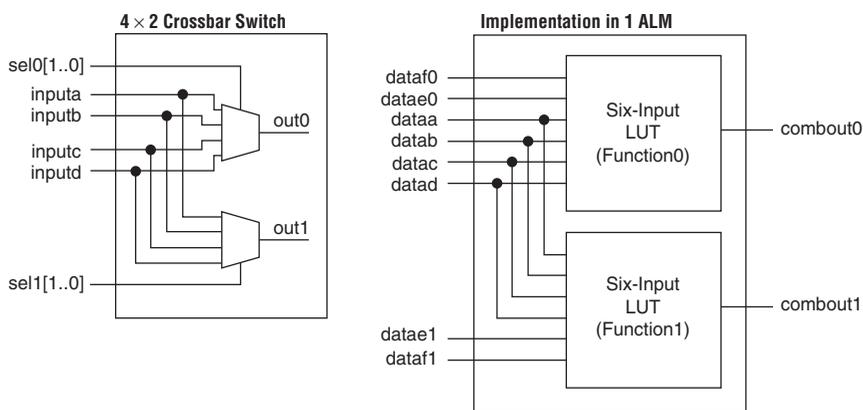 4 × 2 Crossbar Switch
sel0[1..0]
inputa
inputb
inputc
inputd
out0
out1
sel1[1..0]
Implementation in 1 ALM
dataf0
datae0
dataa
datab
datac
datad
Six-Input
LUT
(Function0)
combout0
Six-Input
LUT
(Function1)
combout1
datae1
dataf1